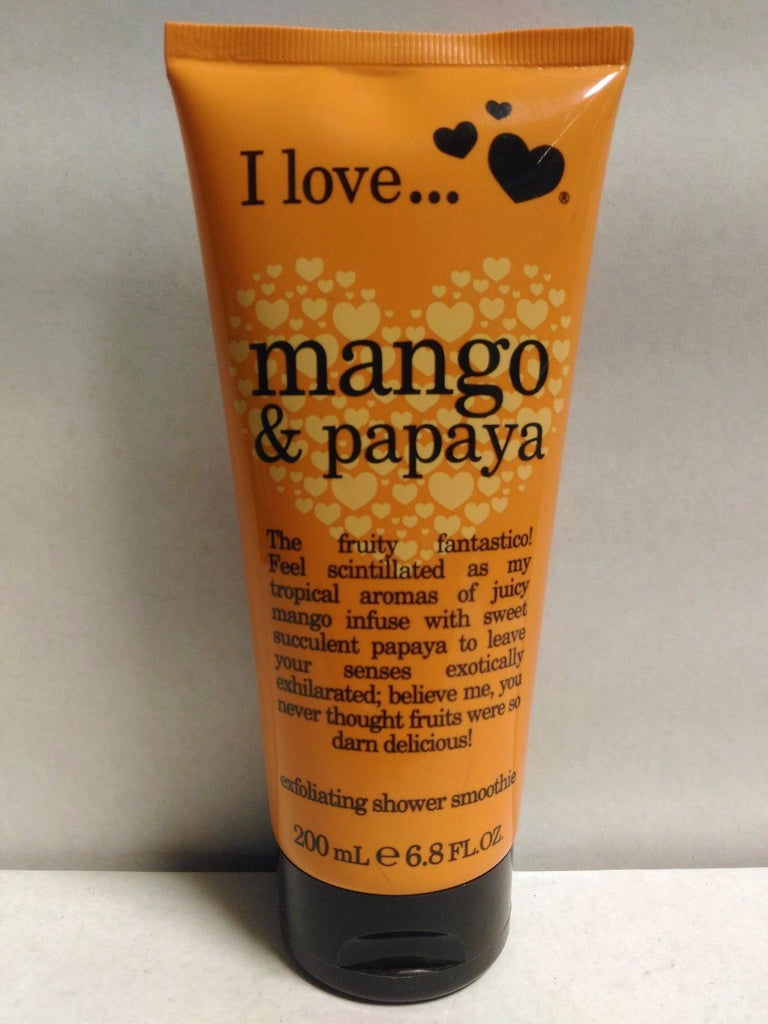 I love...
®
mango
& papaya
The fruity fantastico!
Feel scintillated as my
tropical aromas of juicy
mango infuse with sweet
succulent papaya to leave
your senses exotically
exhilarated; believe me, you
never thought fruits were so
darn delicious!
exfoliating shower smoothie
200 mL ℮ 6.8 FL.OZ.